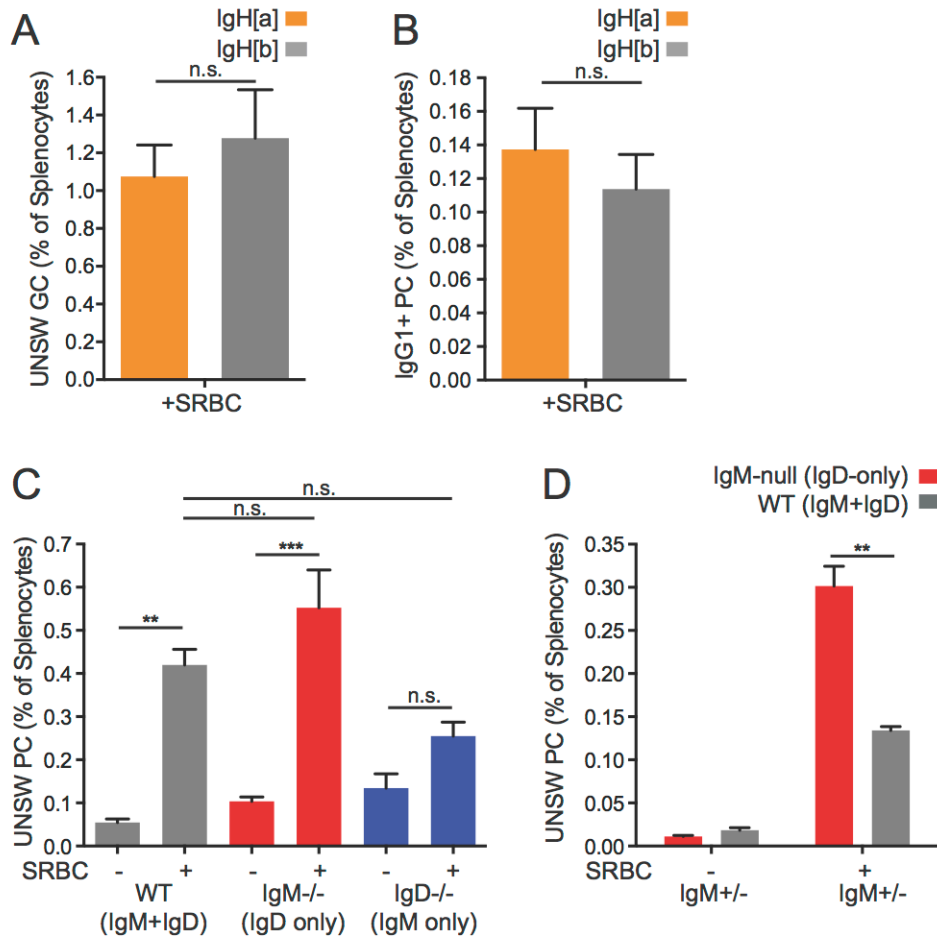 A
IgH[a]
IgH[b]
n.s.
UNSW GC (% of Splenocytes)
1.6
1.4
1.2
1.0
0.8
0.6
0.4
0.2
0.0
+SRBC
B
IgH[a]
IgH[b]
n.s.
IgG1+ PC (% of Splenocytes)
0.18
0.16
0.14
0.12
0.10
0.08
0.06
0.04
0.02
0.00
+SRBC
C
n.s.
n.s.
***
**
n.s.
UNSW PC (% of Splenocytes)
0.7
0.6
0.5
0.4
0.3
0.2
0.1
0.0
SRBC - + - + - +
WT IgM-/- IgD-/-
(IgM+IgD) (IgD only) (IgM only)
D
IgM-null (IgD-only)
WT (IgM+IgD)
**
UNSW PC (% of Splenocytes)
0.35
0.30
0.25
0.20
0.15
0.10
0.05
0.00
- +
IgM+/- IgM+/-